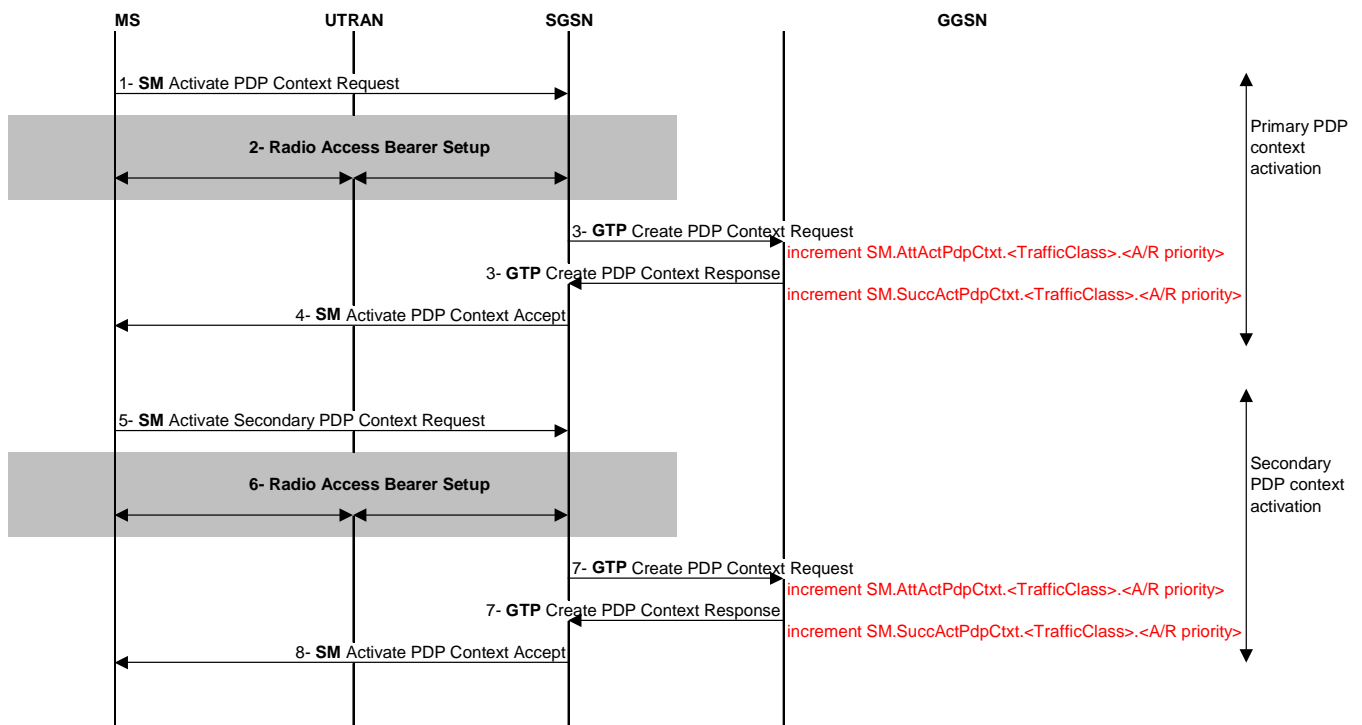 MS UTRAN SGSN GGSN
1- SM Activate PDP Context Request
Primary PDP
context
activation
2- Radio Access Bearer Setup
3- GTP Create PDP Context Request
increment SM.AttActPdpCtxt.<TrafficClass>.<A/R priority>
3- GTP Create PDP Context Response
increment SM.SuccActPdpCtxt.<TrafficClass>.<A/R priority>
4- SM Activate PDP Context Accept
5- SM Activate Secondary PDP Context Request
Secondary
PDP context
activation
6- Radio Access Bearer Setup
7- GTP Create PDP Context Request
increment SM.AttActPdpCtxt.<TrafficClass>.<A/R priority>
7- GTP Create PDP Context Response
increment SM.SuccActPdpCtxt.<TrafficClass>.<A/R priority>
8- SM Activate PDP Context Accept